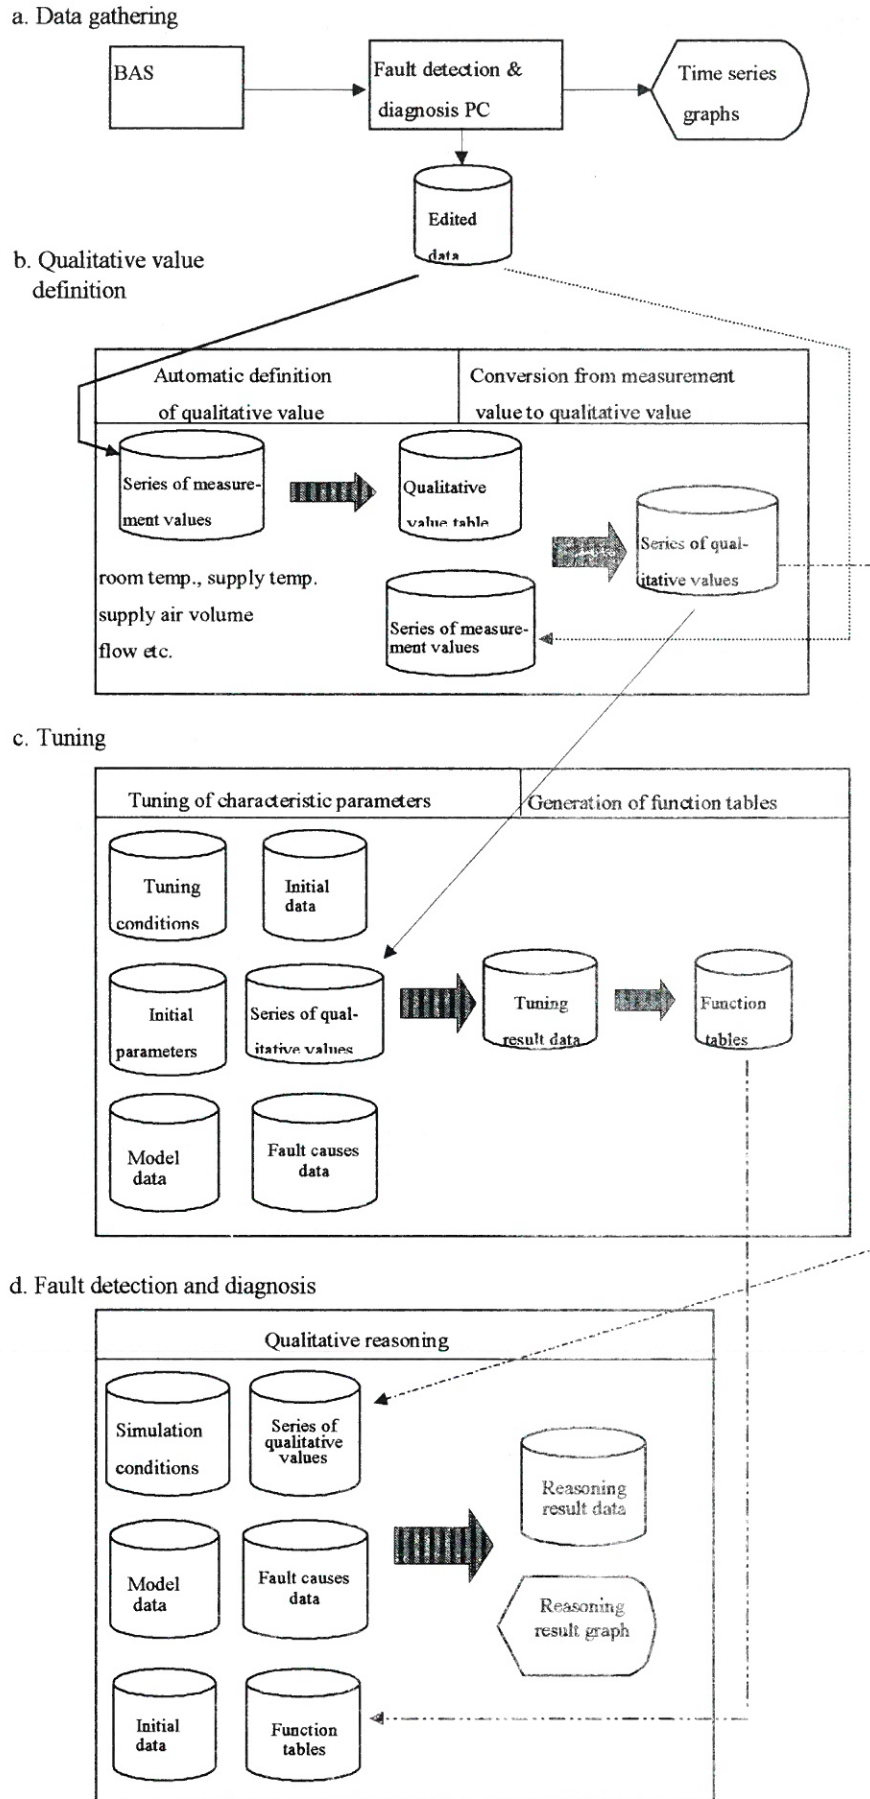 a. Data gathering
BAS
Fault detection &
diagnosis PC
Time series
graphs
Edited
data
b. Qualitative value
definition
Automatic definition
of qualitative value
Conversion from measurement
value to qualitative value
Series of measure-
ment values
Qualitative
value table
Series of qual-
itative values
room temp., supply temp.
supply air volume
flow etc.
Series of measure-
ment values
c. Tuning
Tuning of characteristic parameters
Generation of function tables
Tuning
conditions
Initial
data
Initial
parameters
Series of qual-
itative values
Tuning
result data
Function
tables
Model
data
Fault causes
data
d. Fault detection and diagnosis
Qualitative reasoning
Simulation
conditions
Series of
qualitative
values
Reasoning
result data
Model
data
Fault causes
data
Reasoning
result graph
Initial
data
Function
tables